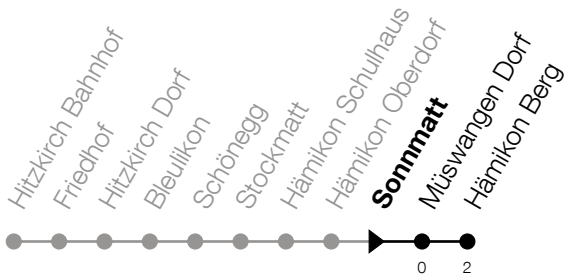 Hitzkirch Bahnhof
Friedhof
Hitzkirch Dorf
Bleulikon
Schönegg
Stockmatt
Hämikon Schulhaus
Hämikon Oberdorf
Sonnmatt
Müswangen Dorf
Hämikon Berg
0 2